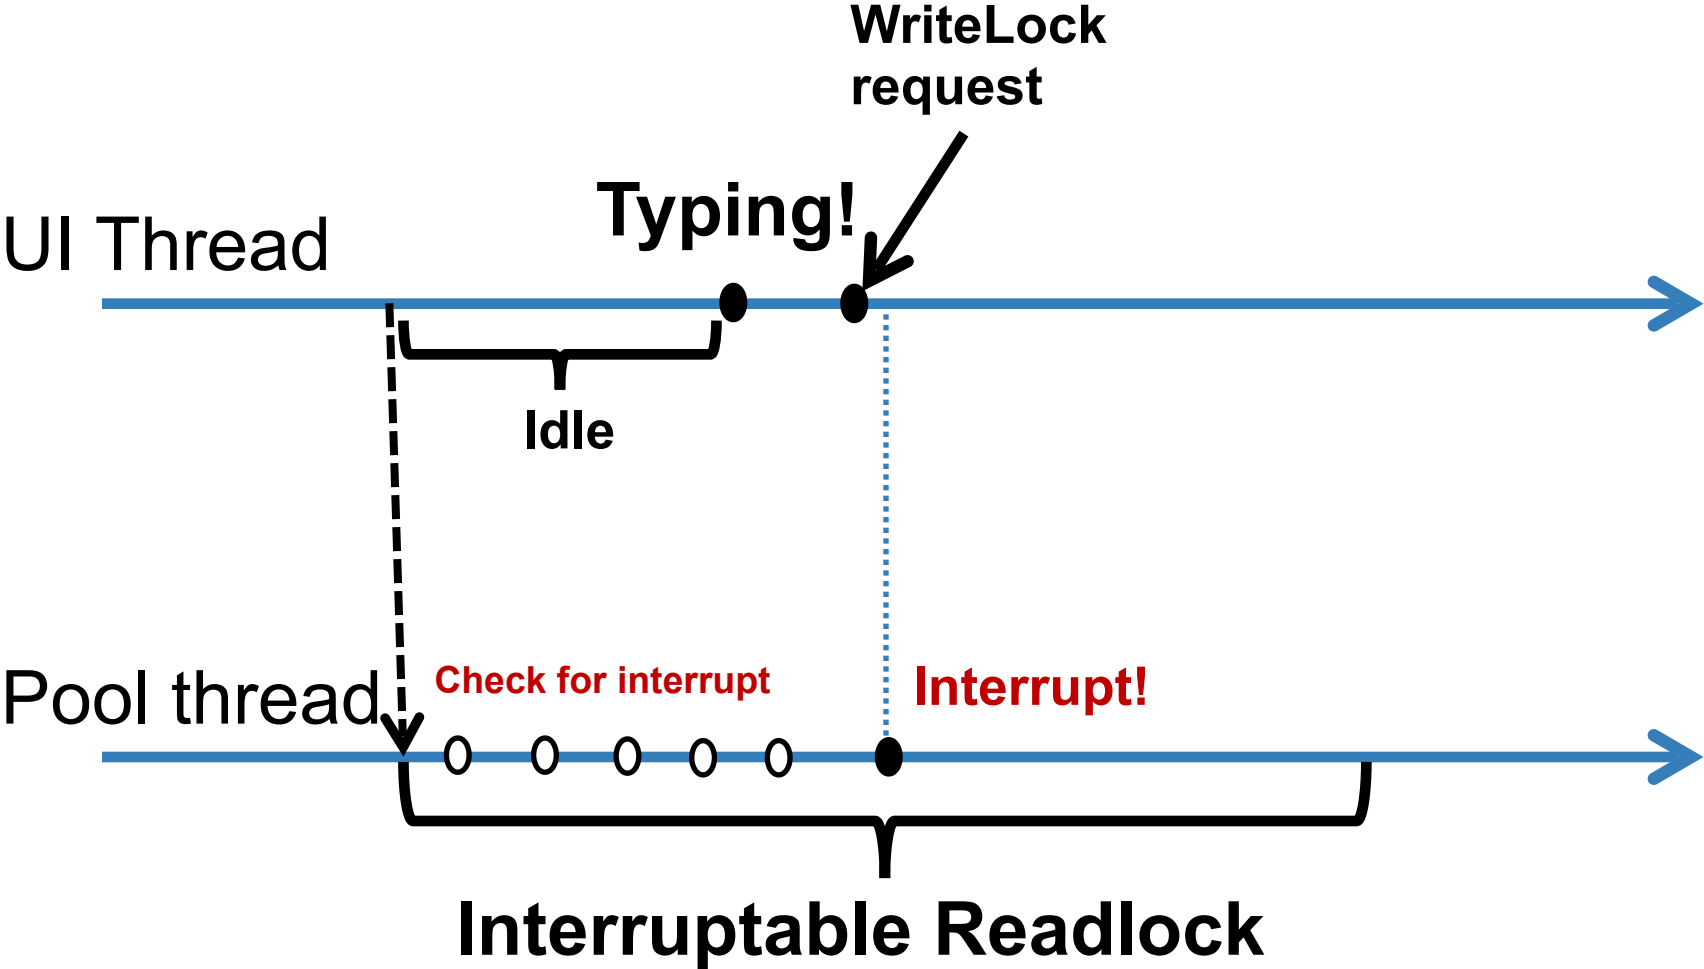 WriteLock
request
Typing!
UI Thread
Idle
Check for interrupt
Interrupt!
Pool thread
Interruptable Readlock